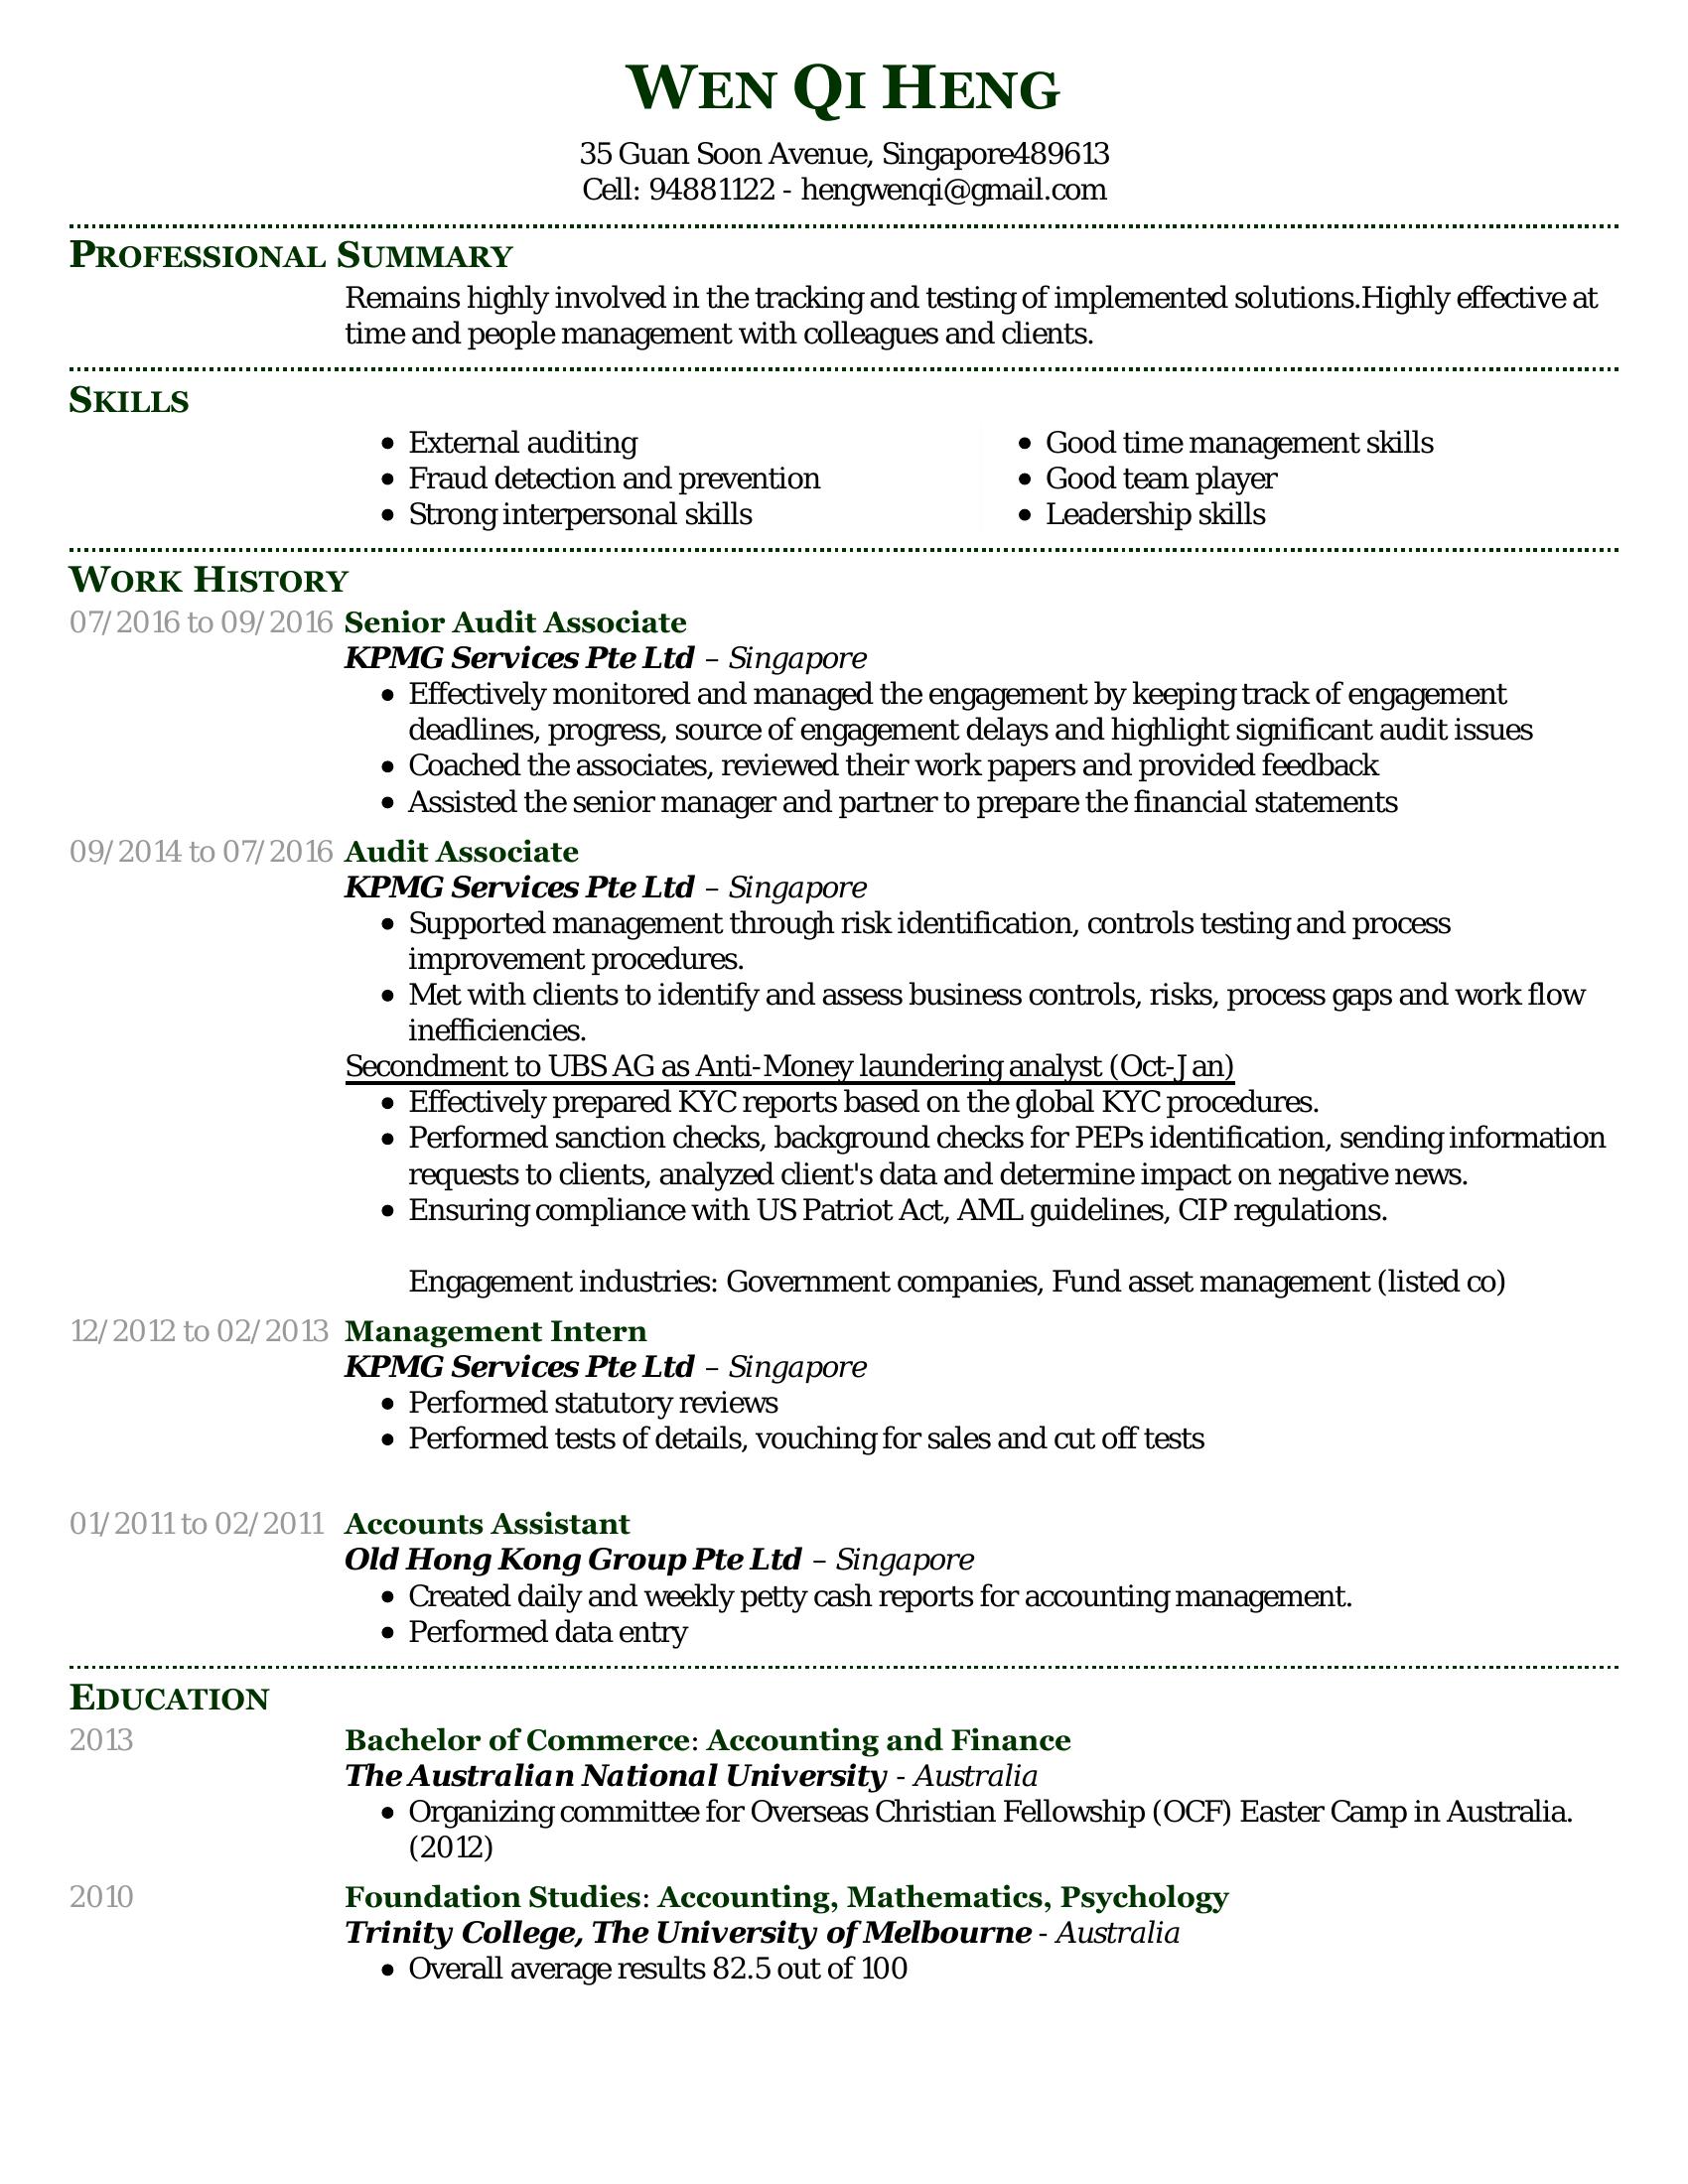 WEN QI HENG
35 Guan Soon Avenue, Singapore489613
Cell: 94881122 - hengwenqi@gmail.com
PROFESSIONAL SUMMARY
Remains highly involved in the tracking and testing of implemented solutions.Highly effective at
time and people management with colleagues and clients.
SKILLS
• External auditing
• Fraud detection and prevention
• Strong interpersonal skills
• Good time management skills
• Good team player
• Leadership skills
WORK HISTORY
07/2016 to 09/2016 Senior Audit Associate
KPMG Services Pte Ltd – Singapore
• Effectively monitored and managed the engagement by keeping track of engagement
deadlines, progress, source of engagement delays and highlight significant audit issues
• Coached the associates, reviewed their work papers and provided feedback
• Assisted the senior manager and partner to prepare the financial statements
09/2014 to 07/2016 Audit Associate
KPMG Services Pte Ltd – Singapore
• Supported management through risk identification, controls testing and process
improvement procedures.
• Met with clients to identify and assess business controls, risks, process gaps and work flow
inefficiencies.
Secondment to UBS AG as Anti-Money laundering analyst (Oct-Jan)
• Effectively prepared KYC reports based on the global KYC procedures.
• Performed sanction checks, background checks for PEPs identification, sending information
requests to clients, analyzed client's data and determine impact on negative news.
• Ensuring compliance with US Patriot Act, AML guidelines, CIP regulations.
Engagement industries: Government companies, Fund asset management (listed co)
12/2012 to 02/2013 Management Intern
KPMG Services Pte Ltd – Singapore
• Performed statutory reviews
• Performed tests of details, vouching for sales and cut off tests
01/2011 to 02/2011 Accounts Assistant
Old Hong Kong Group Pte Ltd – Singapore
• Created daily and weekly petty cash reports for accounting management.
• Performed data entry
EDUCATION
2013 Bachelor of Commerce: Accounting and Finance
The Australian National University - Australia
• Organizing committee for Overseas Christian Fellowship (OCF) Easter Camp in Australia.
(2012)
2010 Foundation Studies: Accounting, Mathematics, Psychology
Trinity College, The University of Melbourne - Australia
• Overall average results 82.5 out of 100